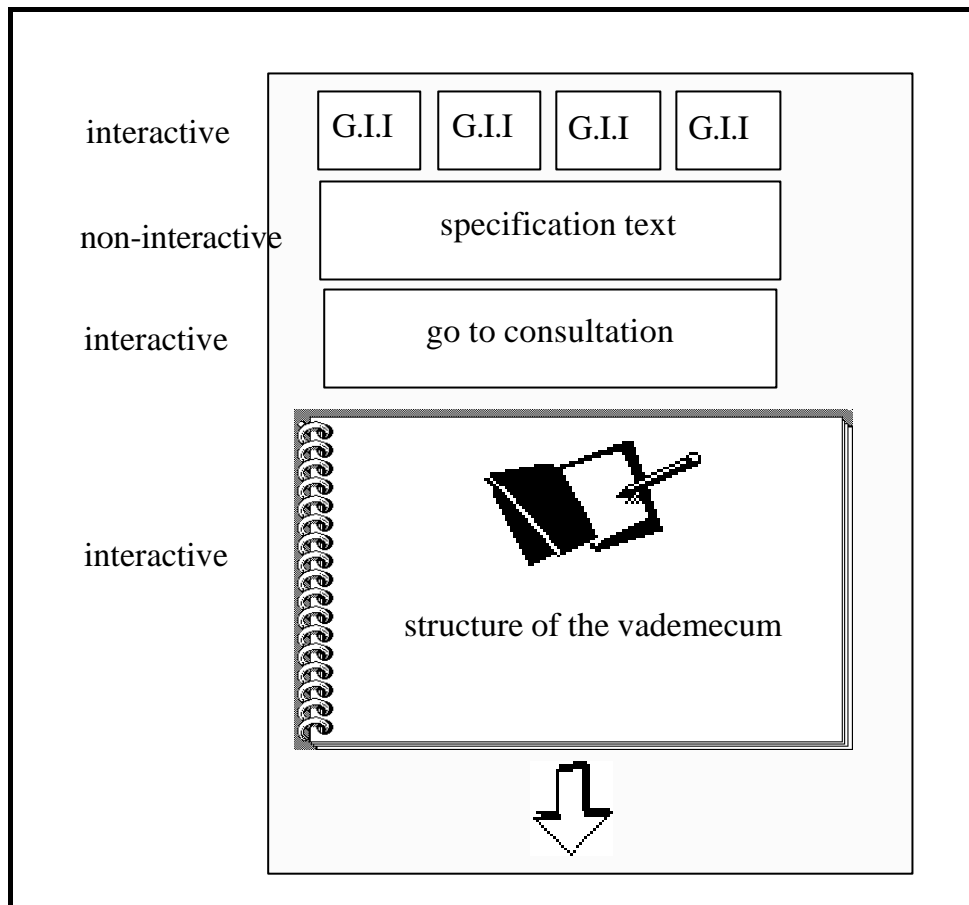 interactive G.I.I G.I.I G.I.I G.I.I
non-interactive specification text
interactive go to consultation
interactive
structure of the vademecum